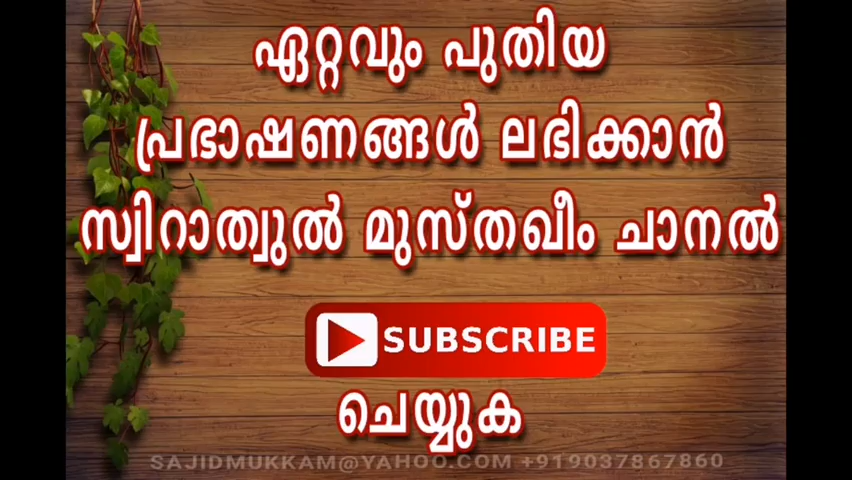 ഏറ്റവും പുതിയ
പ്രഭാഷണങ്ങൾ ലഭിക്കാൻ
സ്വിറാത്വുൽ മുസ്തഖീം ചാനൽ
SUBSCRIBE
ചെയ്യുക
SAJIDMUKKAM@YAHOO.COM +919037867860